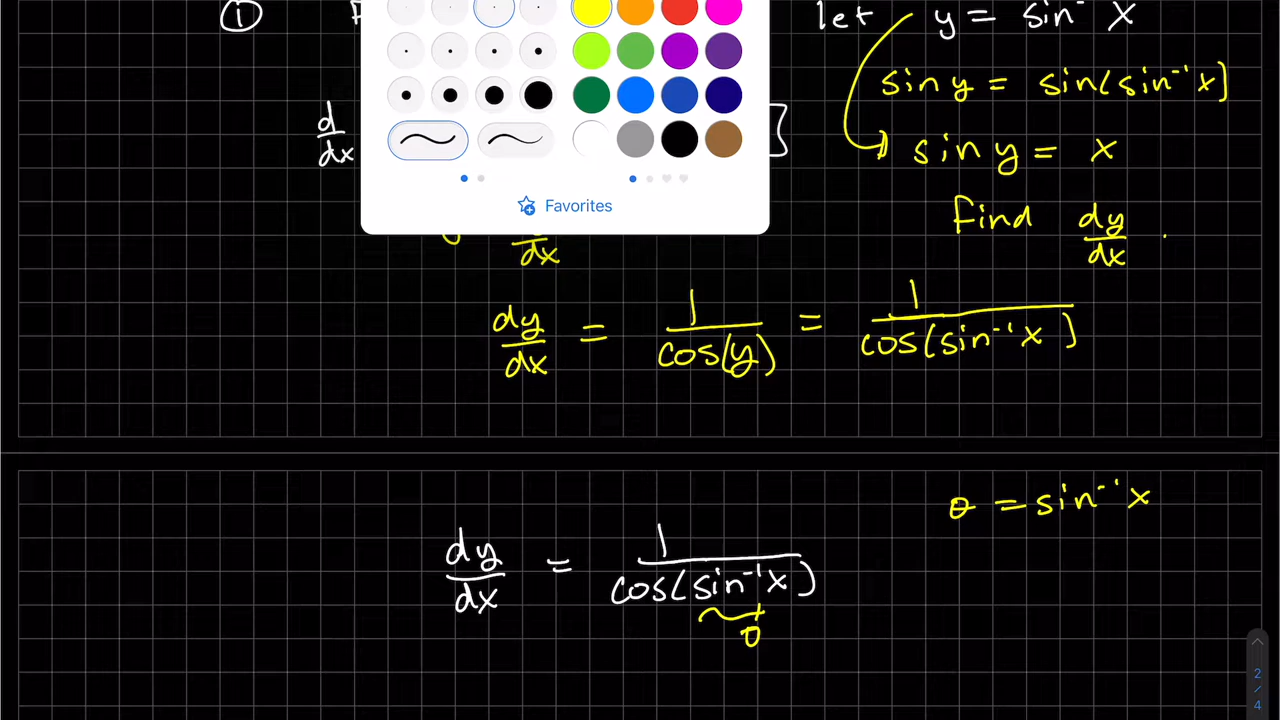 ① let y = sin⁻ x
sin y = sin(sin⁻¹x)
d/dx ] sin y = x
Find dy/dx
Favorites
dx
dy/dx = 1/cos(y) = 1/cos(sin⁻¹x)
θ = sin⁻¹x
dy/dx = 1/cos(sin⁻¹x)
θ
2
/
4